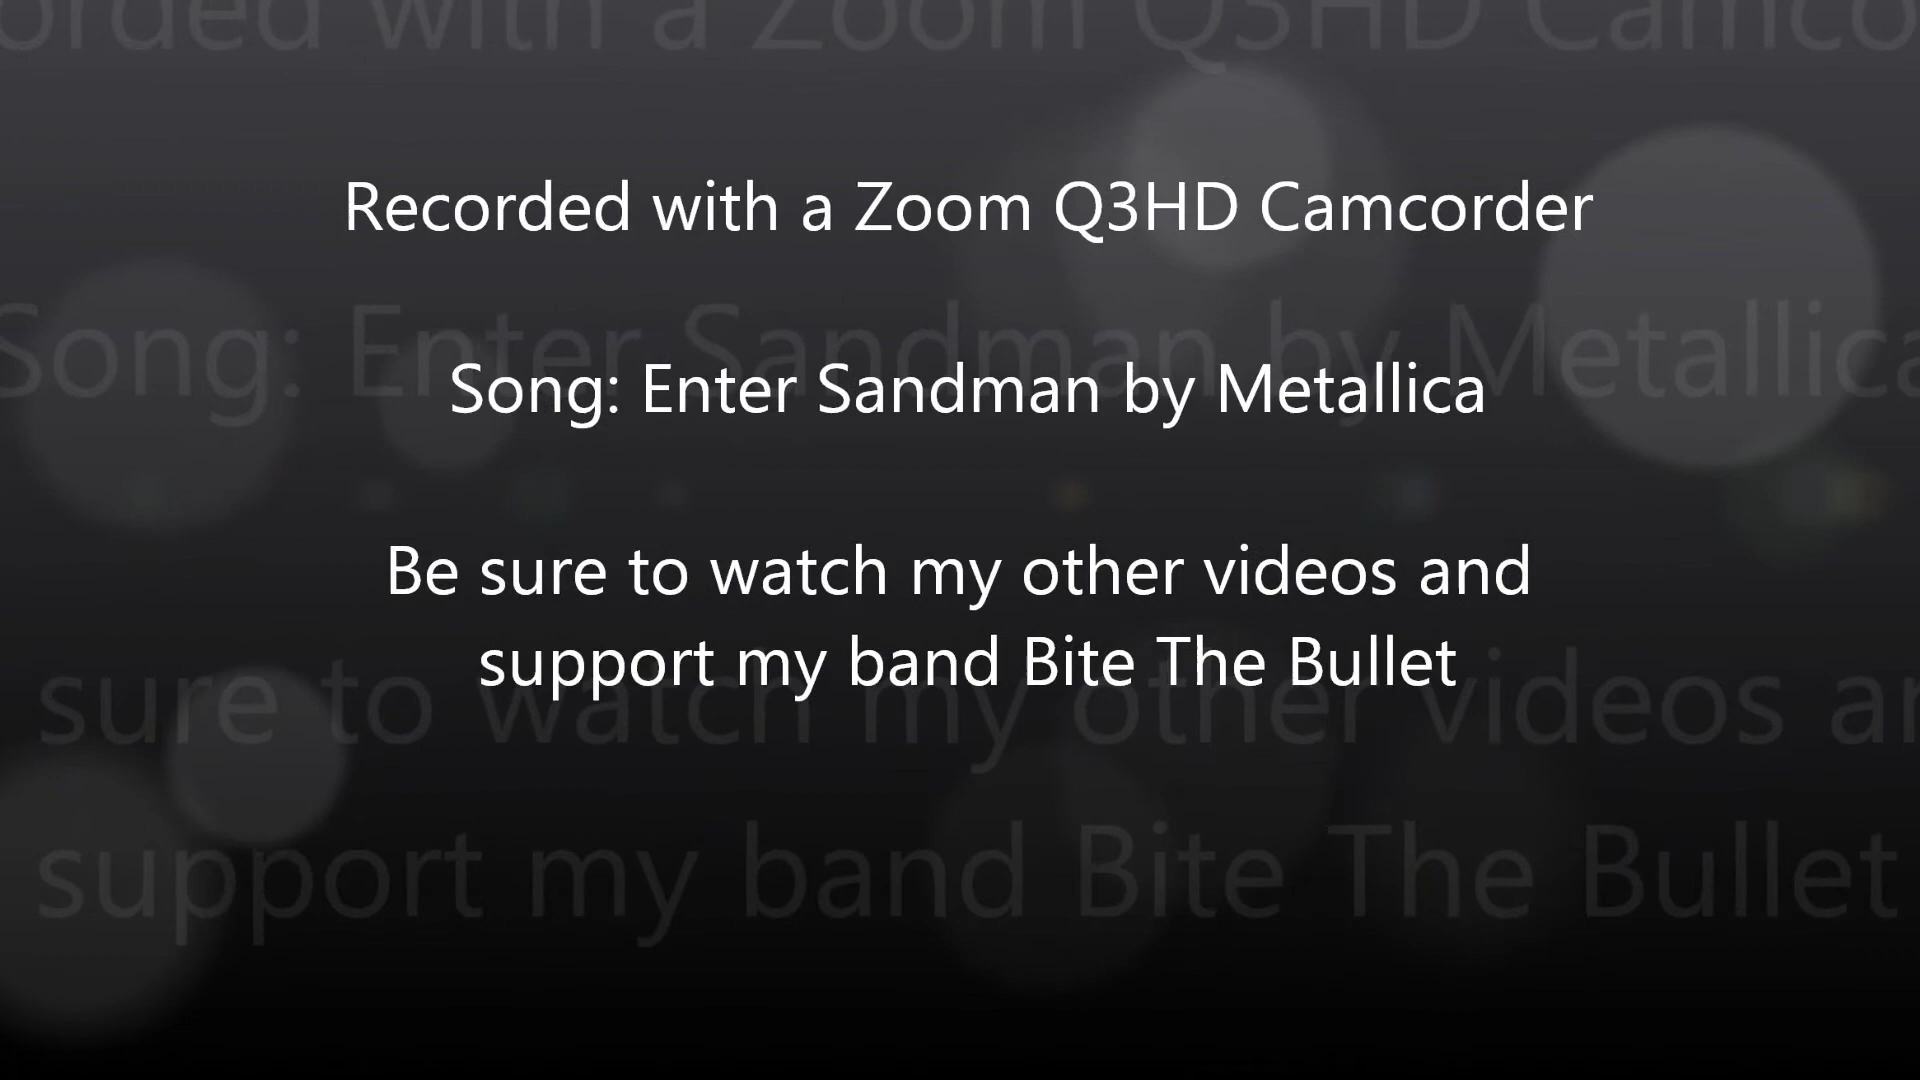 Recorded with a Zoom Q3HD Camcorder
Song: Enter Sandman by Metallica
Be sure to watch my other videos and
support my band Bite The Bullet